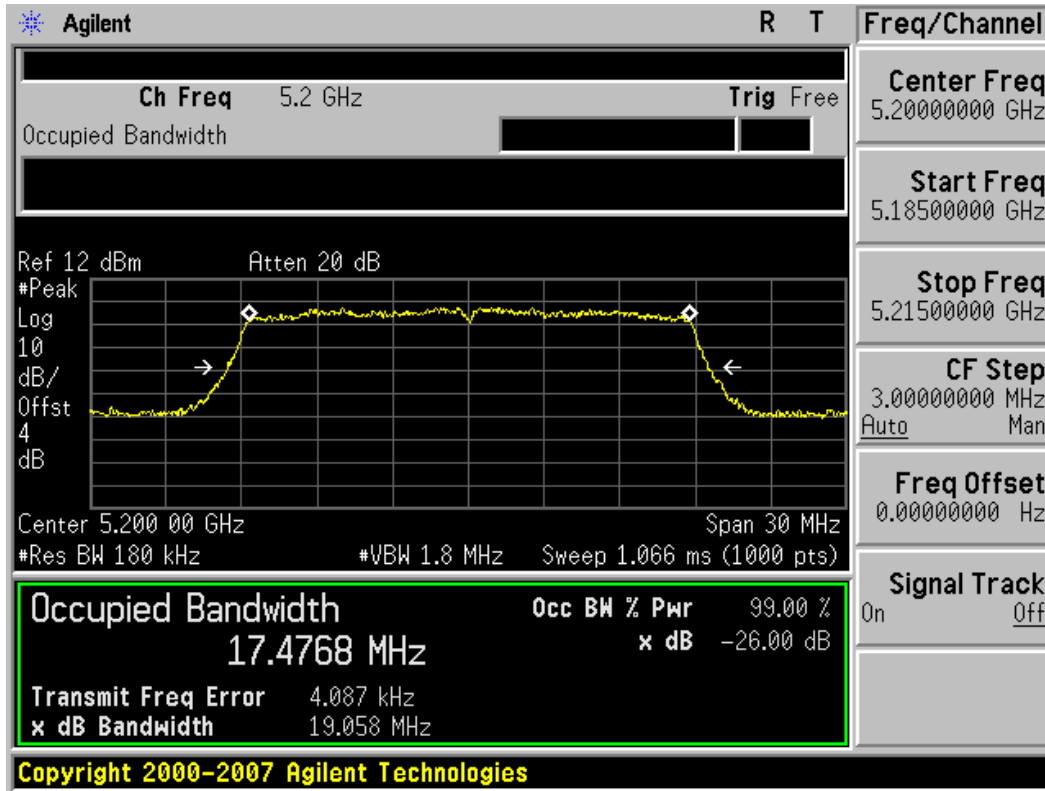 Agilent R T
Freq/Channel
Ch Freq 5.2 GHz Trig Free
Occupied Bandwidth
Ref 12 dBm Atten 20 dB
#Peak
Log
10
dB/
Offst
4
dB
Center 5.200 00 GHz Span 30 MHz
#Res BW 180 kHz #VBW 1.8 MHz Sweep 1.066 ms (1000 pts)
Occupied Bandwidth
17.4768 MHz
Occ BW % Pwr 99.00 %
x dB -26.00 dB
Transmit Freq Error 4.087 kHz
x dB Bandwidth 19.058 MHz
Center Freq
5.20000000 GHz
Start Freq
5.18500000 GHz
Stop Freq
5.21500000 GHz
CF Step
3.00000000 MHz
Auto Man
Freq Offset
0.00000000 Hz
Signal Track
On Off
Copyright 2000-2007 Agilent Technologies